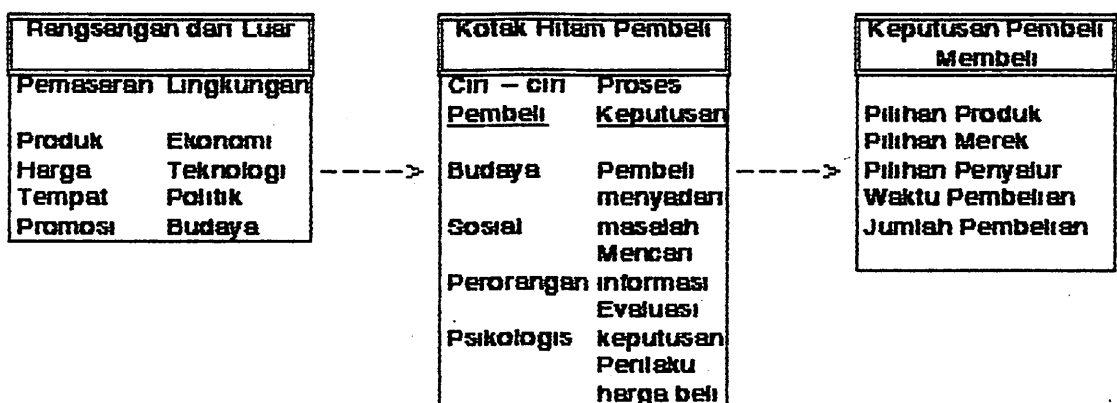 Rangsangan dari Luar
Pemasaran Lingkungan
Produk Ekonomi
Harga Teknologi
Tempat Politik
Promosi Budaya
---->
Kotak Hitam Pembeli
Ciri – ciri Proses
Pembeli Keputusan
Budaya Pembeli
menyadari
Sosial masalah
Mencari
Perorangan informasi
Evaluasi
Psikologis keputusan
Perilaku
harga beli
---->
Keputusan Pembeli
Membeli
Pilihan Produk
Pilihan Merek
Pilihan Penyalur
Waktu Pembelian
Jumlah Pembelian